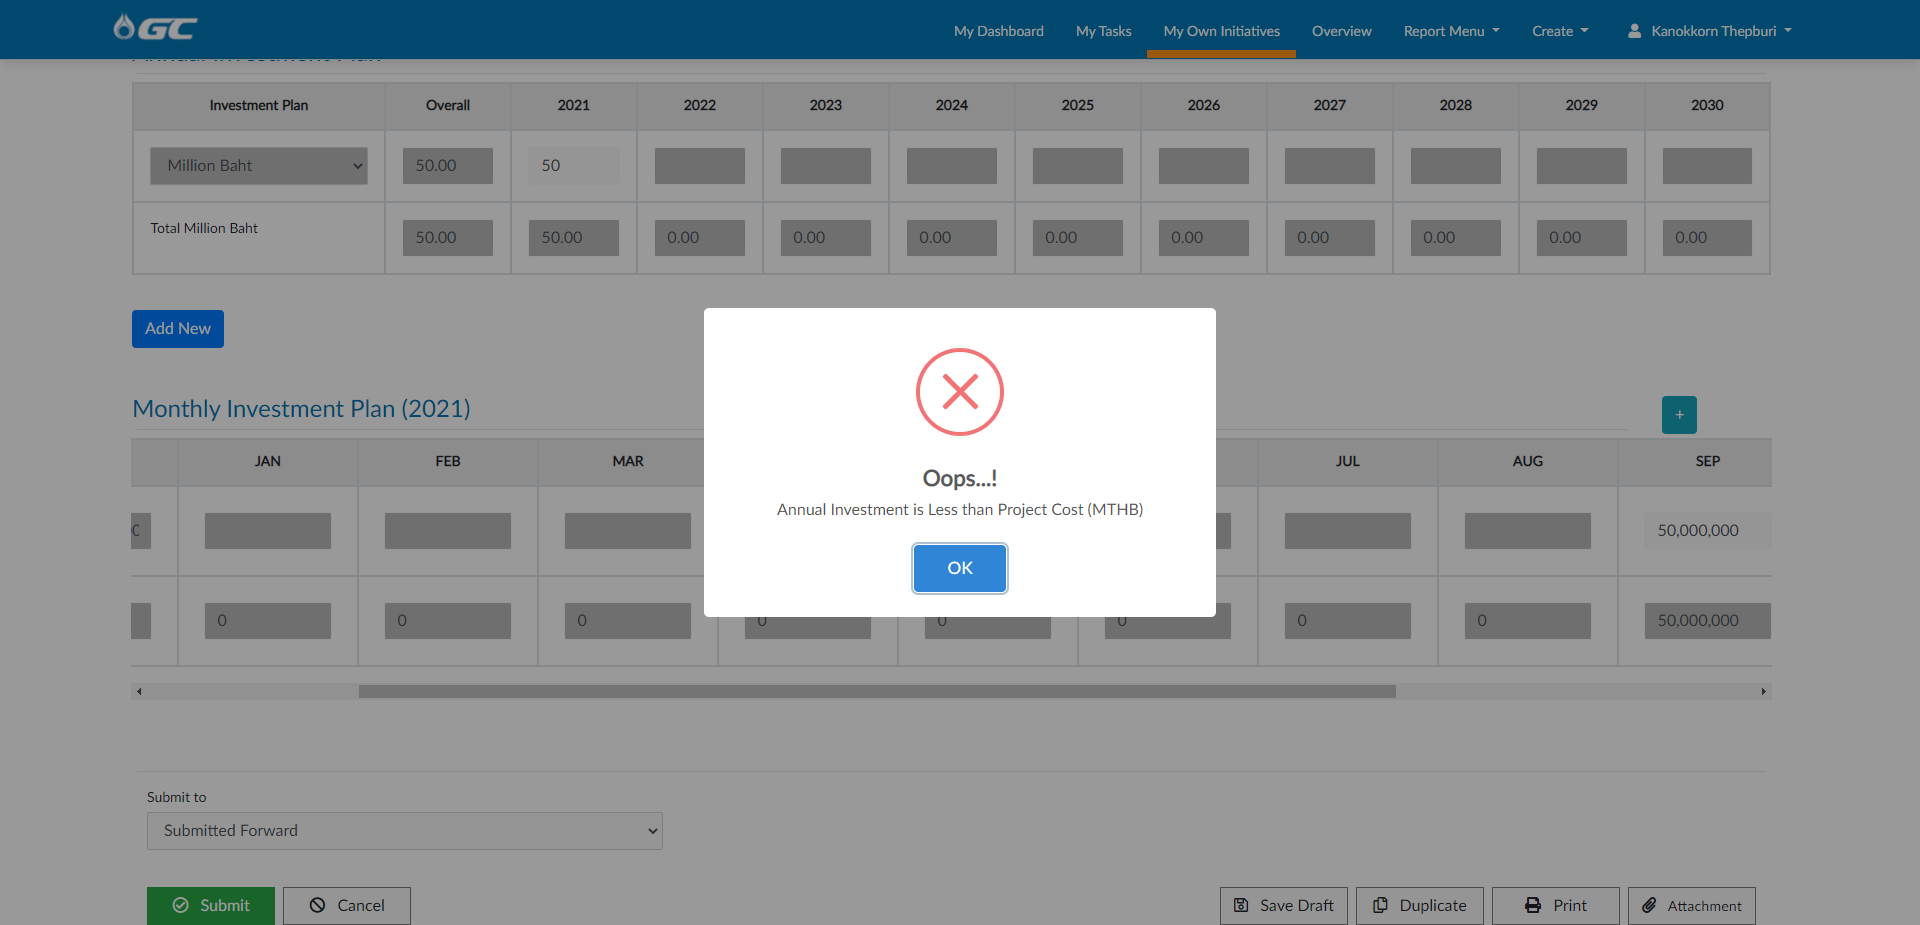 GC
My Dashboard My Tasks My Own Initiatives Overview Report Menu Create Kanokkorn Thepburi
Annual Investment Plan
Investment Plan Overall 2021 2022 2023 2024 2025 2026 2027 2028 2029 2030
Million Baht 50.00 50
Total Million Baht 50.00 50.00 0.00 0.00 0.00 0.00 0.00 0.00 0.00 0.00 0.00
Add New
Monthly Investment Plan (2021) +
JAN FEB MAR JUL AUG SEP
50,000,000
0 0 0 0 0 0 0 0 50,000,000
Oops...!
Annual Investment is Less than Project Cost (MTHB)
OK
Submit to
Submitted Forward
Submit Cancel Save Draft Duplicate Print Attachment